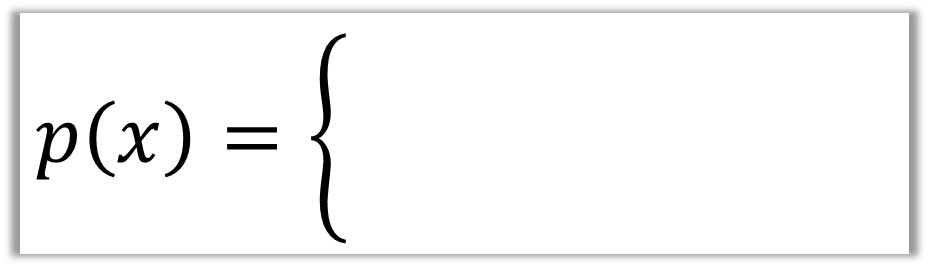 p(x) = {